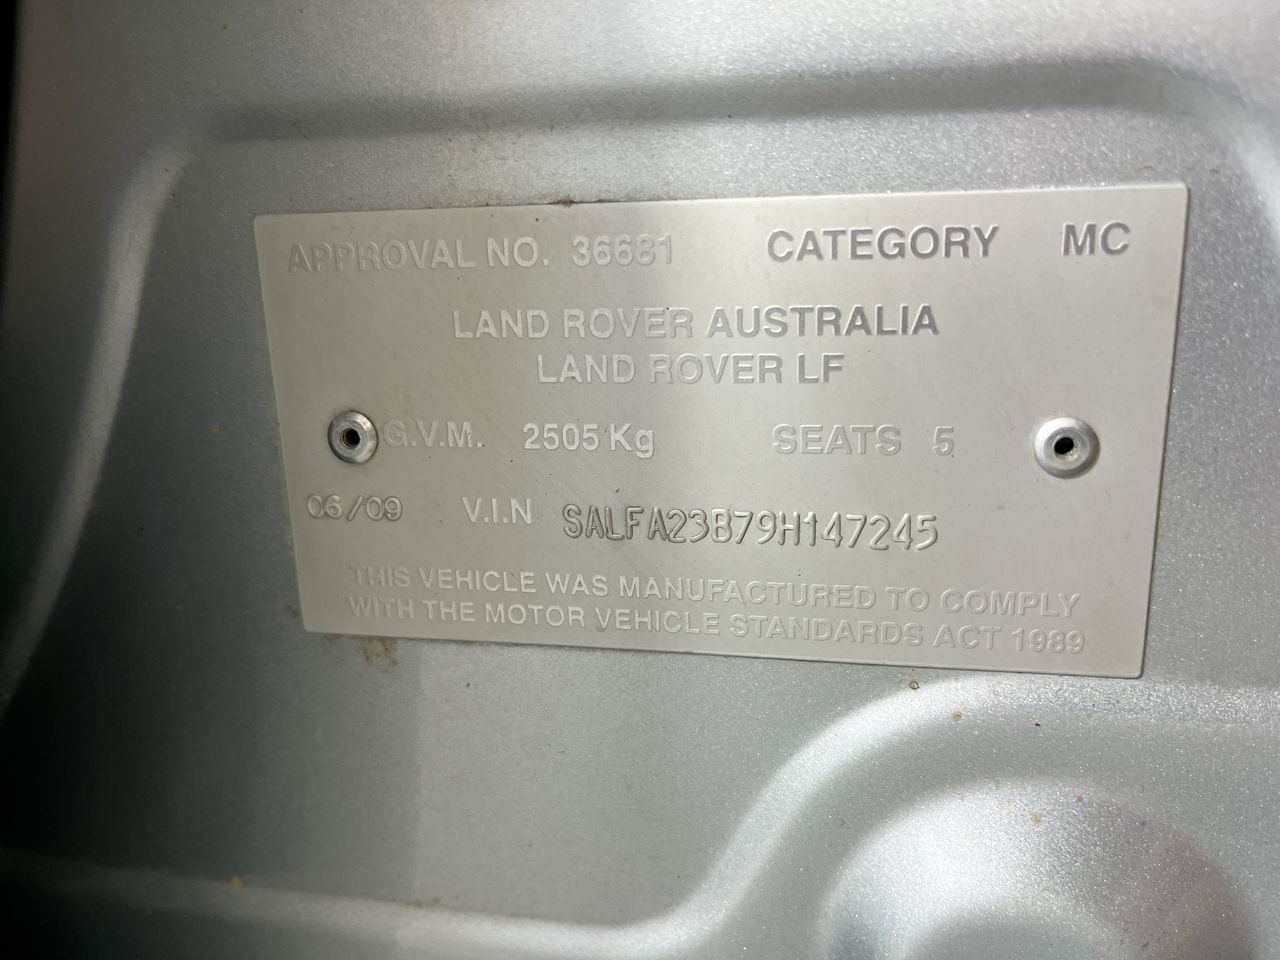 APPROVAL NO. 36681 CATEGORY MC
LAND ROVER AUSTRALIA
LAND ROVER LF
G.V.M. 2505 Kg SEATS 5
06/09 V.I.N SALFA23B79H147245
THIS VEHICLE WAS MANUFACTURED TO COMPLY
WITH THE MOTOR VEHICLE STANDARDS ACT 1989